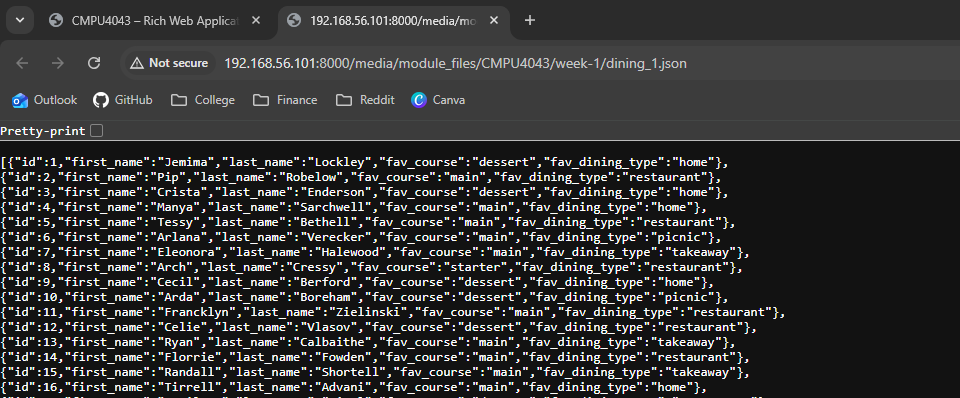 CMPU4043 – Rich Web Applica
192.168.56.101:8000/media/mo
Not secure
192.168.56.101:8000/media/module_files/CMPU4043/week-1/dining_1.json
Outlook
GitHub
College
Finance
Reddit
Canva
Pretty-print
[{"id":1,"first_name":"Jemima","last_name":"Lockley","fav_course":"dessert","fav_dining_type":"home"},
{"id":2,"first_name":"Pip","last_name":"Robelow","fav_course":"main","fav_dining_type":"restaurant"},
{"id":3,"first_name":"Crista","last_name":"Enderson","fav_course":"dessert","fav_dining_type":"home"},
{"id":4,"first_name":"Manya","last_name":"Sarchwell","fav_course":"main","fav_dining_type":"home"},
{"id":5,"first_name":"Tessy","last_name":"Bethell","fav_course":"main","fav_dining_type":"restaurant"},
{"id":6,"first_name":"Arlana","last_name":"Verecker","fav_course":"main","fav_dining_type":"picnic"},
{"id":7,"first_name":"Eleonora","last_name":"Halewood","fav_course":"main","fav_dining_type":"takeaway"},
{"id":8,"first_name":"Arch","last_name":"Cressy","fav_course":"starter","fav_dining_type":"restaurant"},
{"id":9,"first_name":"Cecil","last_name":"Berford","fav_course":"dessert","fav_dining_type":"home"},
{"id":10,"first_name":"Arda","last_name":"Boreham","fav_course":"dessert","fav_dining_type":"picnic"},
{"id":11,"first_name":"Francklyn","last_name":"Zielinski","fav_course":"main","fav_dining_type":"restaurant"},
{"id":12,"first_name":"Celie","last_name":"Vlasov","fav_course":"dessert","fav_dining_type":"restaurant"},
{"id":13,"first_name":"Ryan","last_name":"Calbaithe","fav_course":"main","fav_dining_type":"takeaway"},
{"id":14,"first_name":"Florrie","last_name":"Fowden","fav_course":"main","fav_dining_type":"restaurant"},
{"id":15,"first_name":"Randall","last_name":"Shortell","fav_course":"main","fav_dining_type":"takeaway"},
{"id":16,"first_name":"Tirrell","last_name":"Advani","fav_course":"main","fav_dining_type":"home"},